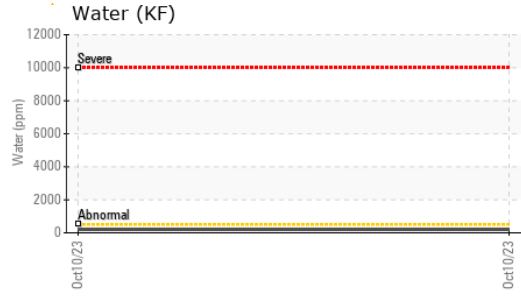 Water (KF)
12000
Severe
10000
8000
6000
4000
2000
Abnormal
0
Water (ppm)
Oct10/23
Oct10/23